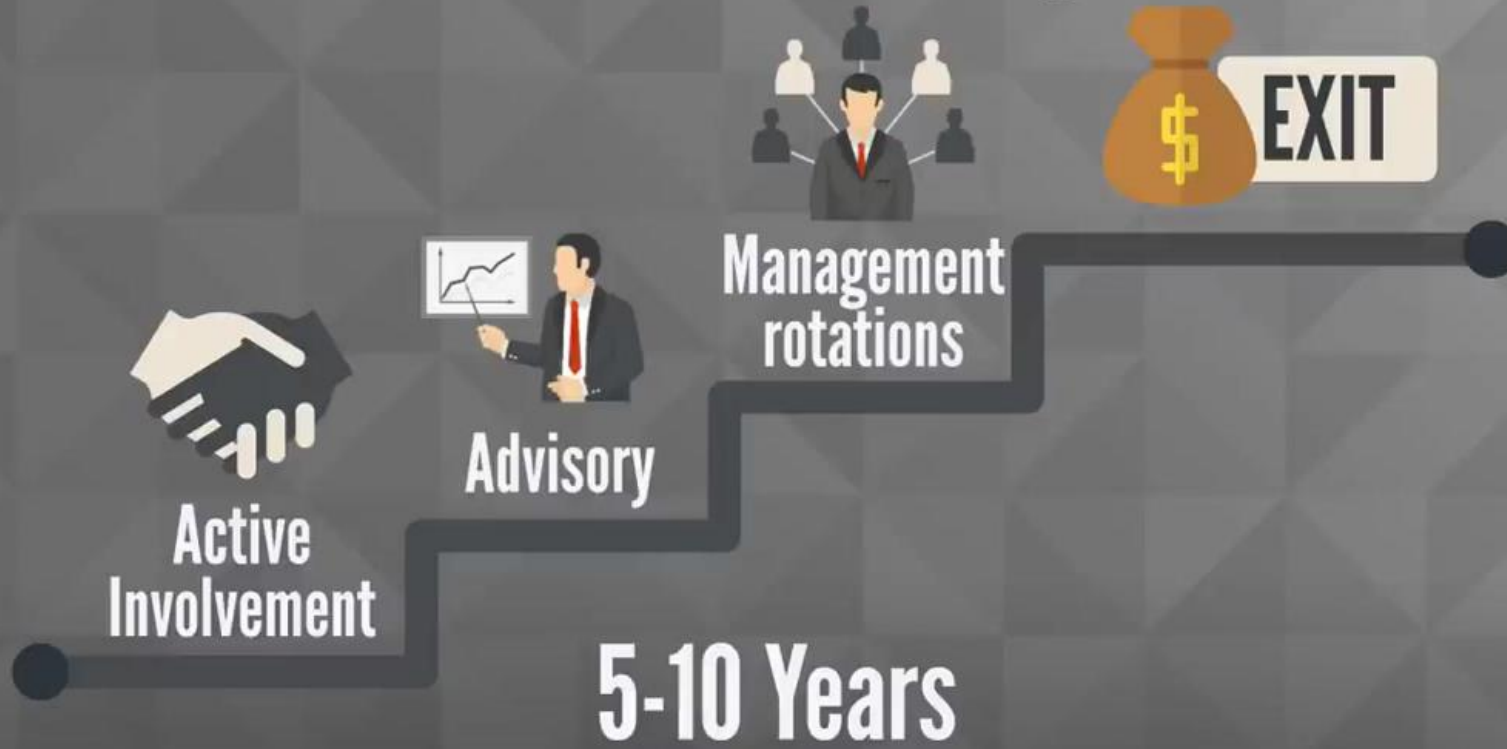 Active
Involvement
Advisory
Management
rotations
$
EXIT
5-10 Years